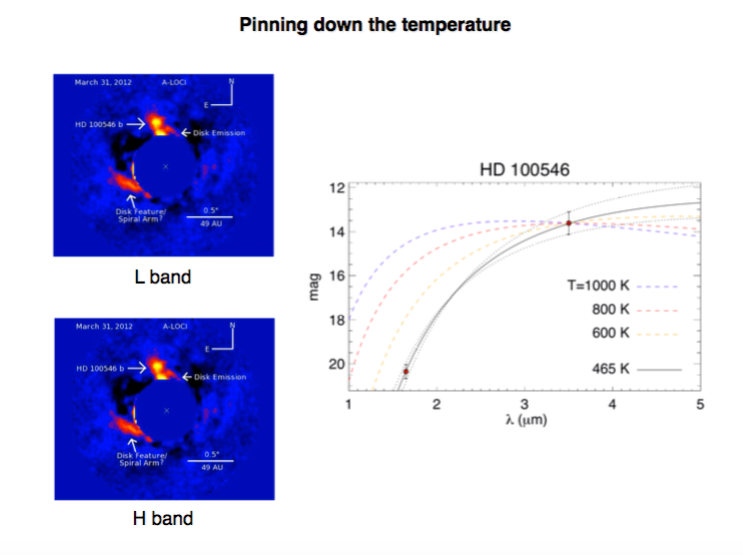 Pinning down the temperature
March 31, 2012 A-LOCI N
E
HD 100546 b
Disk Emission
Disk Feature/
Spiral Arm?
0.5"
49 AU
L band
March 31, 2012 A-LOCI N
E
HD 100546 b
Disk Emission
Disk Feature/
Spiral Arm?
0.5"
49 AU
H band
HD 100546
12
14
16
18
20
mag
T=1000 K
800 K
600 K
465 K
1 2 3 4 5
λ (μm)